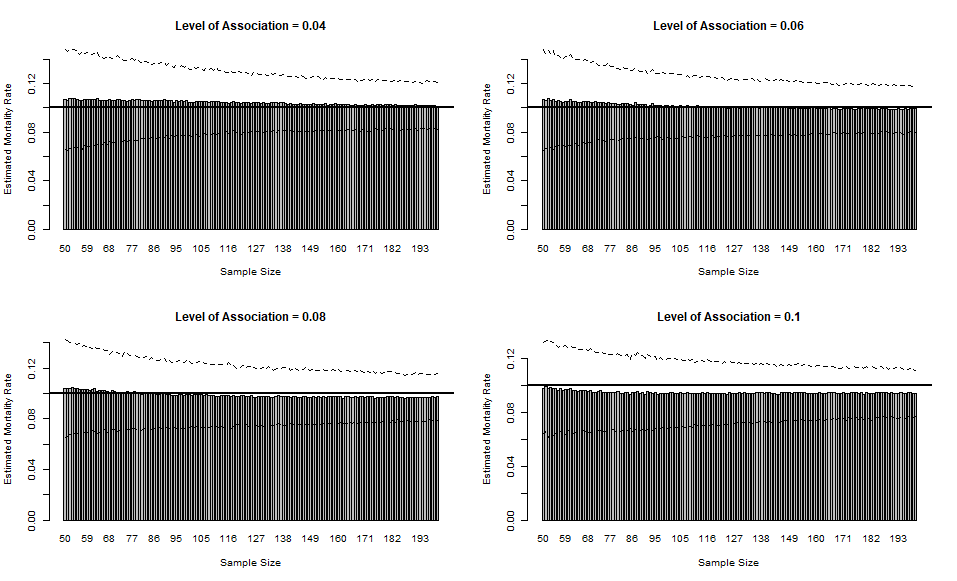 Level of Association = 0.04
Estimated Mortality Rate
0.12
0.08
0.04
0.00
50 59 68 77 86 95 105 116 127 138 149 160 171 182 193
Sample Size
Level of Association = 0.06
Estimated Mortality Rate
0.12
0.08
0.04
0.00
50 59 68 77 86 95 105 116 127 138 149 160 171 182 193
Sample Size
Level of Association = 0.08
Estimated Mortality Rate
0.12
0.08
0.04
0.00
50 59 68 77 86 95 105 116 127 138 149 160 171 182 193
Sample Size
Level of Association = 0.1
Estimated Mortality Rate
0.12
0.08
0.04
0.00
50 59 68 77 86 95 105 116 127 138 149 160 171 182 193
Sample Size